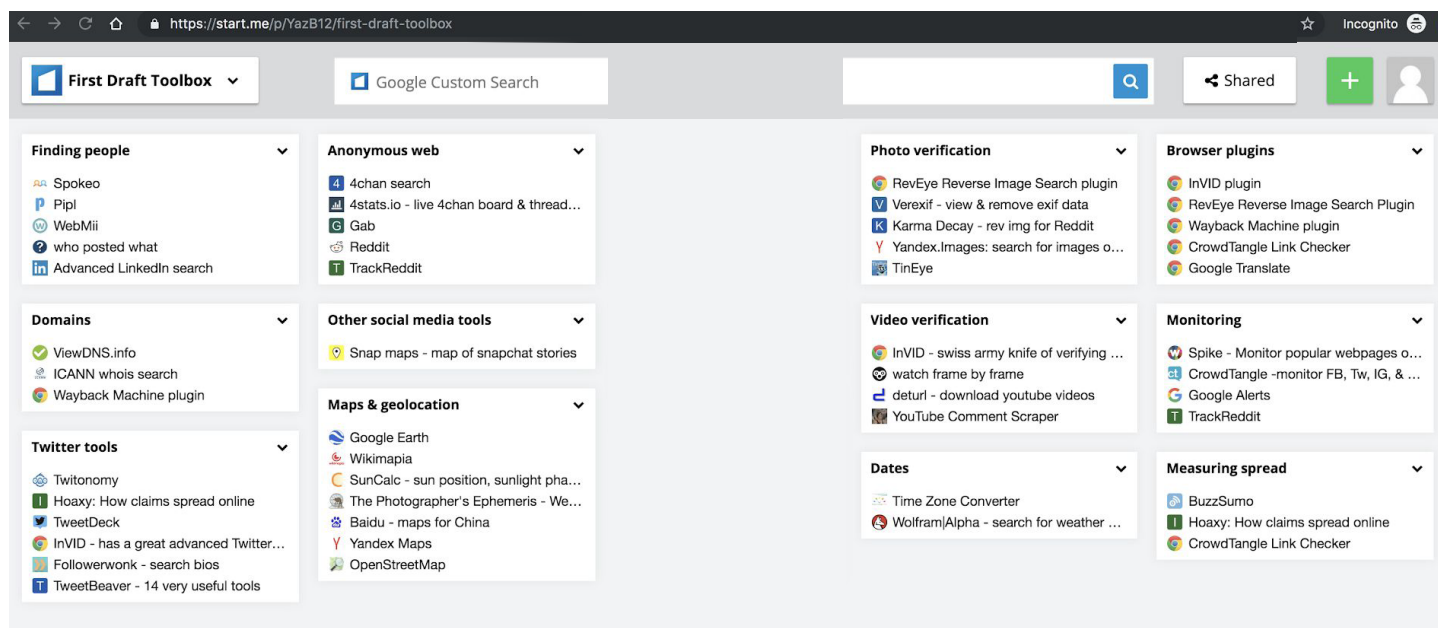 https://start.me/p/YazB12/first-draft-toolbox
Incognito
First Draft Toolbox
Google Custom Search
Shared
Finding people
Spokeo
Pipl
WebMii
who posted what
Advanced LinkedIn search
Domains
ViewDNS.info
ICANN whois search
Wayback Machine plugin
Twitter tools
Twitonomy
Hoaxy: How claims spread online
TweetDeck
InVID - has a great advanced Twitter...
Followerwonk - search bios
TweetBeaver - 14 very useful tools
Anonymous web
4chan search
4stats.io - live 4chan board & thread...
Gab
Reddit
TrackReddit
Other social media tools
Snap maps - map of snapchat stories
Maps & geolocation
Google Earth
Wikimapia
SunCalc - sun position, sunlight pha...
The Photographer's Ephemeris - We...
Baidu - maps for China
Yandex Maps
OpenStreetMap
Photo verification
RevEye Reverse Image Search plugin
Verexif - view & remove exif data
Karma Decay - rev img for Reddit
Yandex.Images: search for images o...
TinEye
Video verification
InVID - swiss army knife of verifying ...
watch frame by frame
deturl - download youtube videos
YouTube Comment Scraper
Dates
Time Zone Converter
Wolfram|Alpha - search for weather ...
Browser plugins
InVID plugin
RevEye Reverse Image Search Plugin
Wayback Machine plugin
CrowdTangle Link Checker
Google Translate
Monitoring
Spike - Monitor popular webpages o...
CrowdTangle -monitor FB, Tw, IG, & ...
Google Alerts
TrackReddit
Measuring spread
BuzzSumo
Hoaxy: How claims spread online
CrowdTangle Link Checker